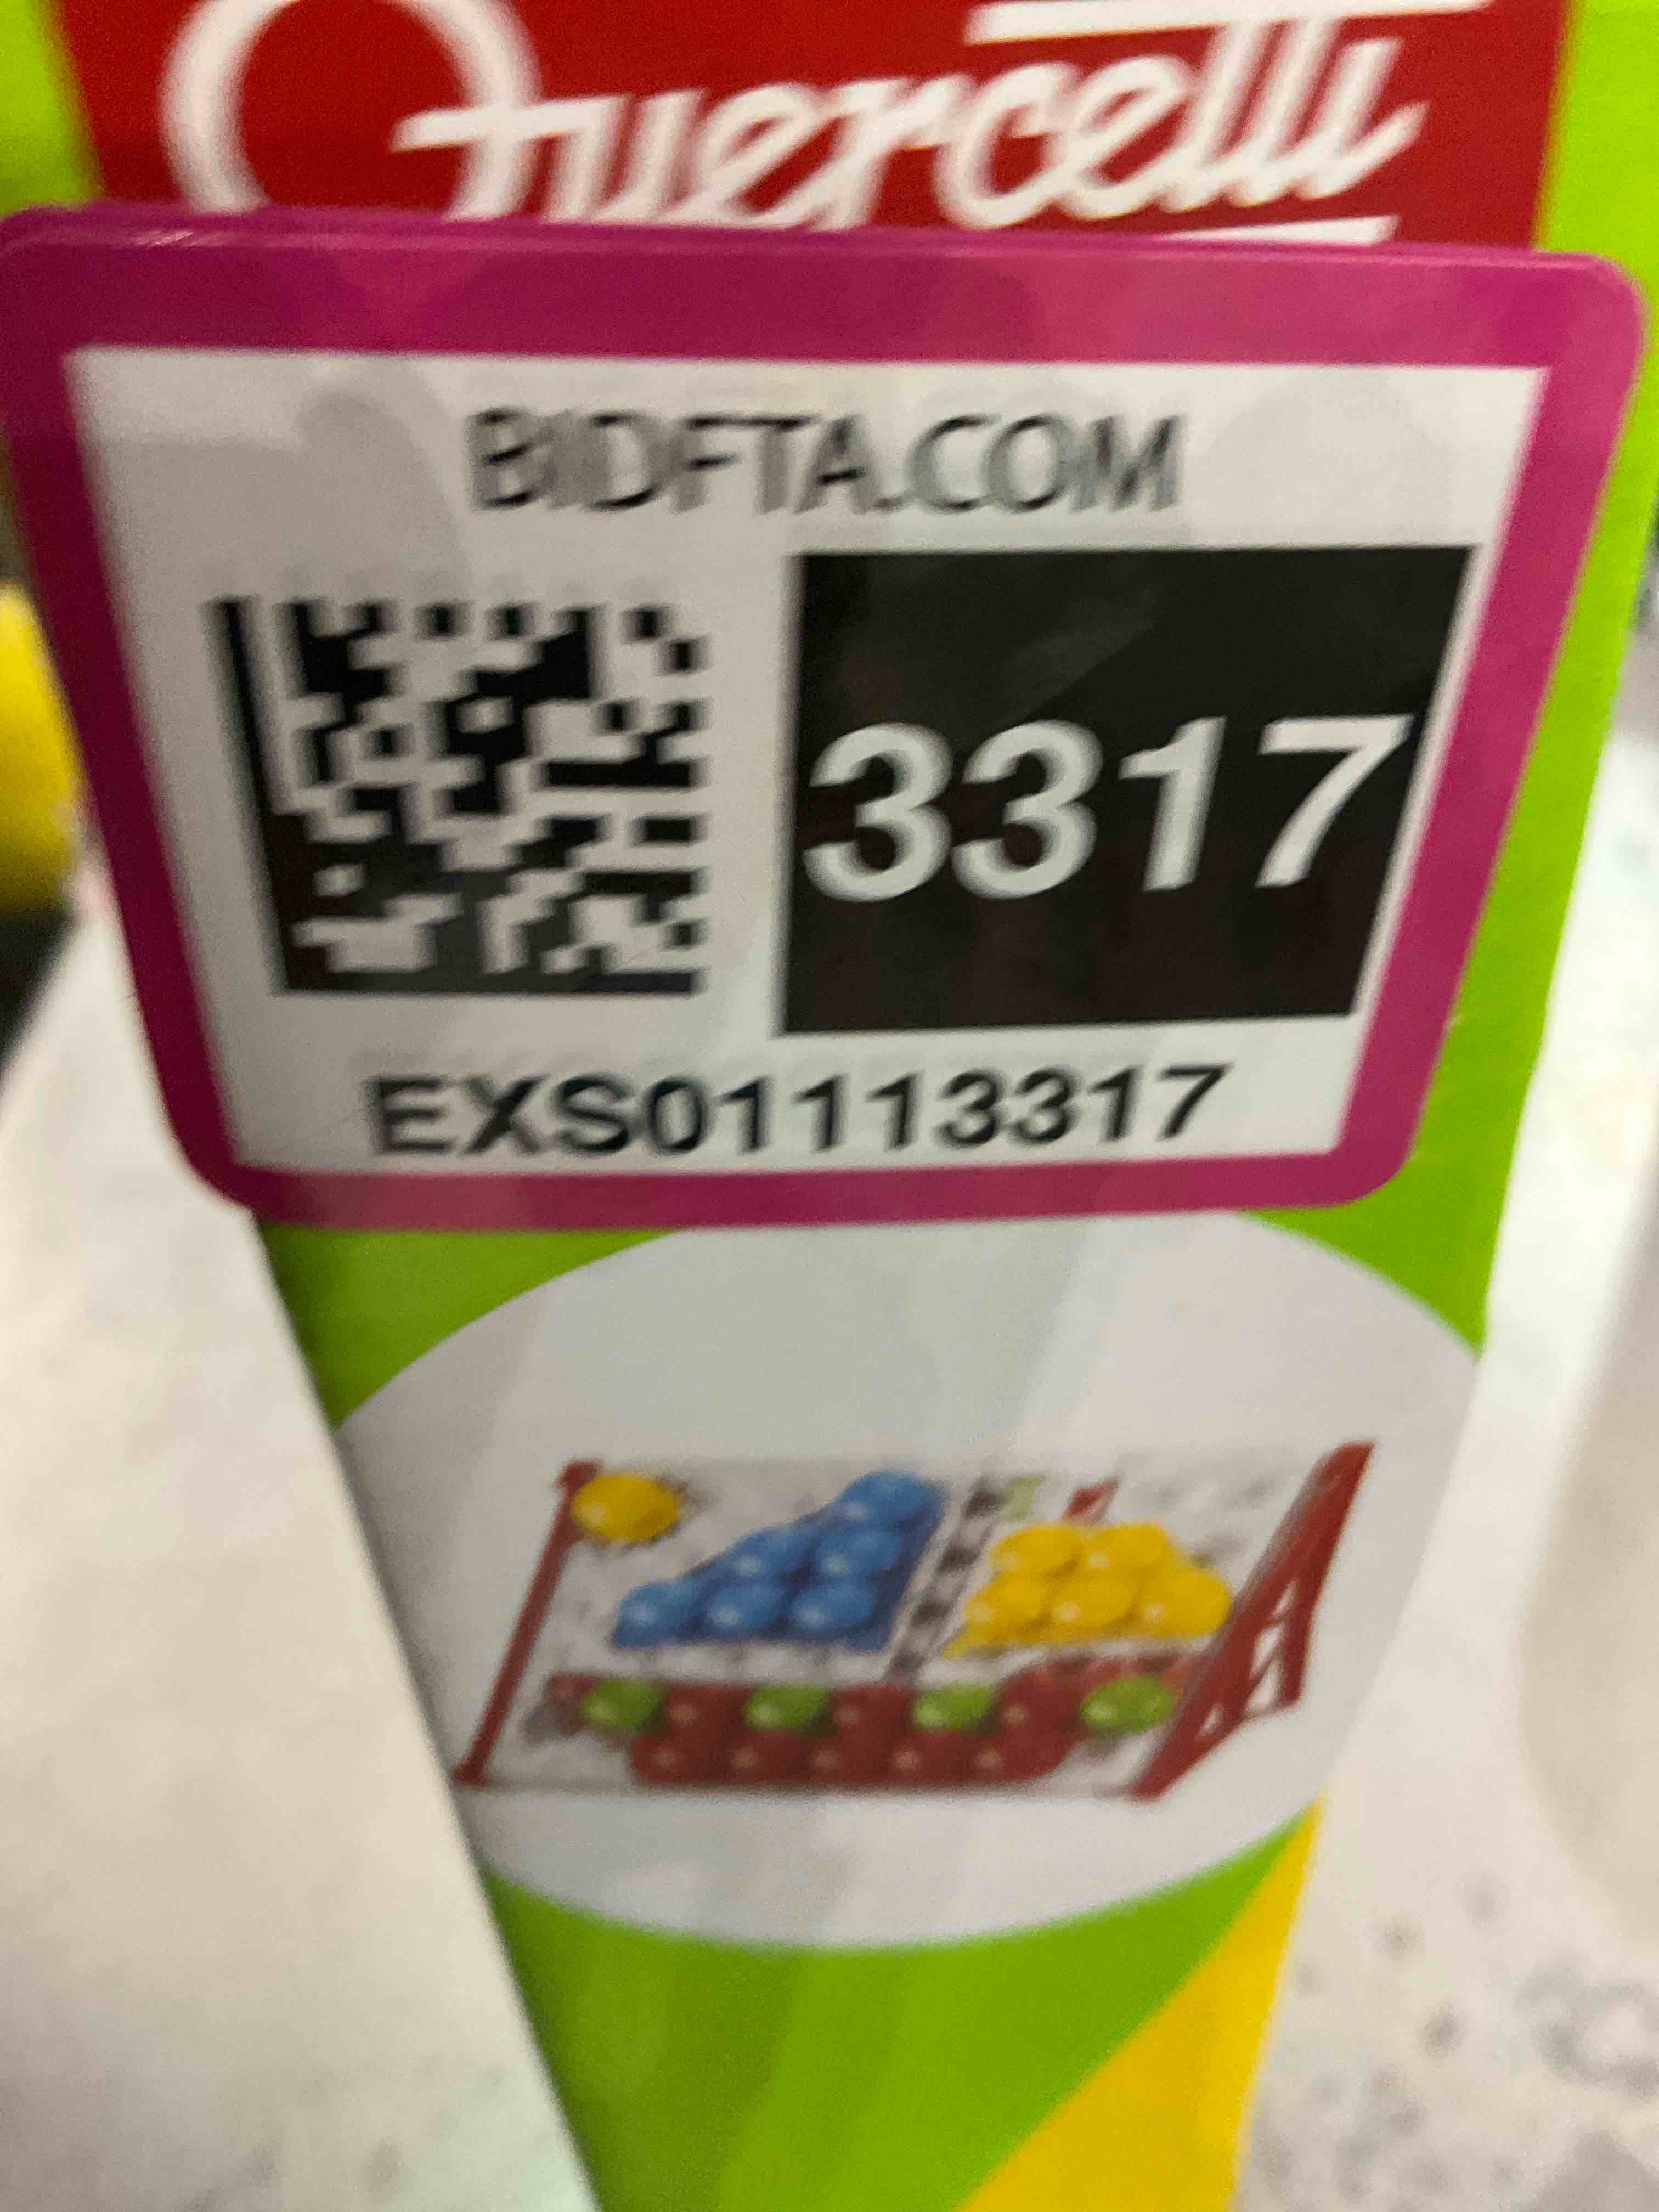 Quercetti
BIDFTA.COM
3317
EXS01113317